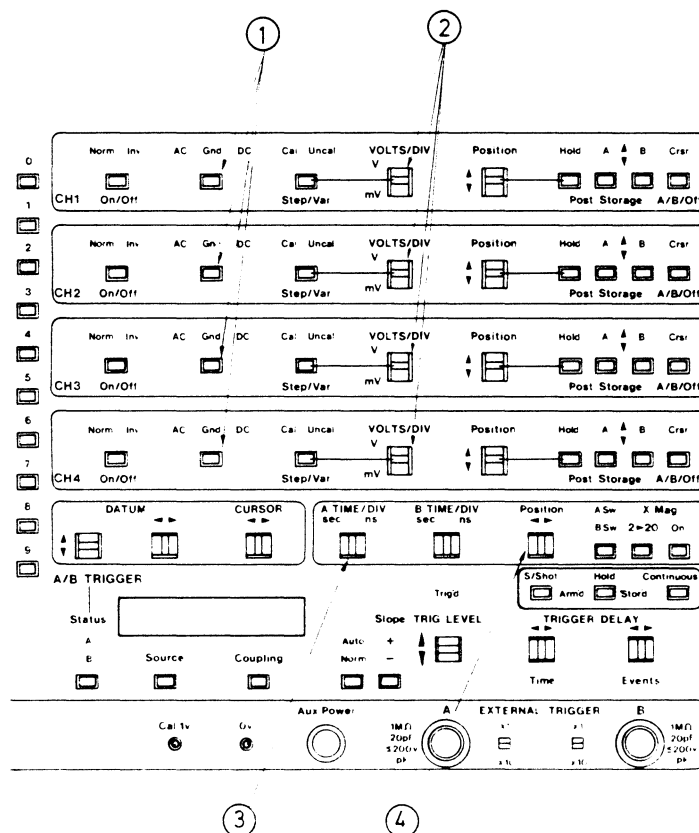 1 2
Norm Inv AC Gnd DC Cal Uncal VOLTS/DIV Position Hold A B Crsr
0 V
mV
CH1 On/Off Step/Var Post Storage A/B/Off
1
Norm Inv AC Gnd DC Cal Uncal VOLTS/DIV Position Hold A B Crsr
2 V
mV
CH2 On/Off Step/Var Post Storage A/B/Off
3
Norm Inv AC Gnd DC Cal Uncal VOLTS/DIV Position Hold A B Crsr
4 V
mV
CH3 On/Off Step/Var Post Storage A/B/Off
5
6
Norm Inv AC Gnd DC Cal Uncal VOLTS/DIV Position Hold A B Crsr
V
mV
7
CH4 On/Off Step/Var Post Storage A/B/Off
8 DATUM CURSOR A TIME/DIV B TIME/DIV Position A Sw X Mag
sec ns sec ns B Sw 2 20 On
9
A/B TRIGGER S/Shot Arm'd Hold Stor'd Continuous
Trig'd
Status Slope TRIG LEVEL TRIGGER DELAY
A Auto +
B Source Coupling Norm − Time Events
Aux Power A EXTERNAL TRIGGER B
Cal 1v 0v 1MΩ x1 x1 1MΩ
20pf 20pf
≤200v ≤200v
pk x10 x10 pk
3 4